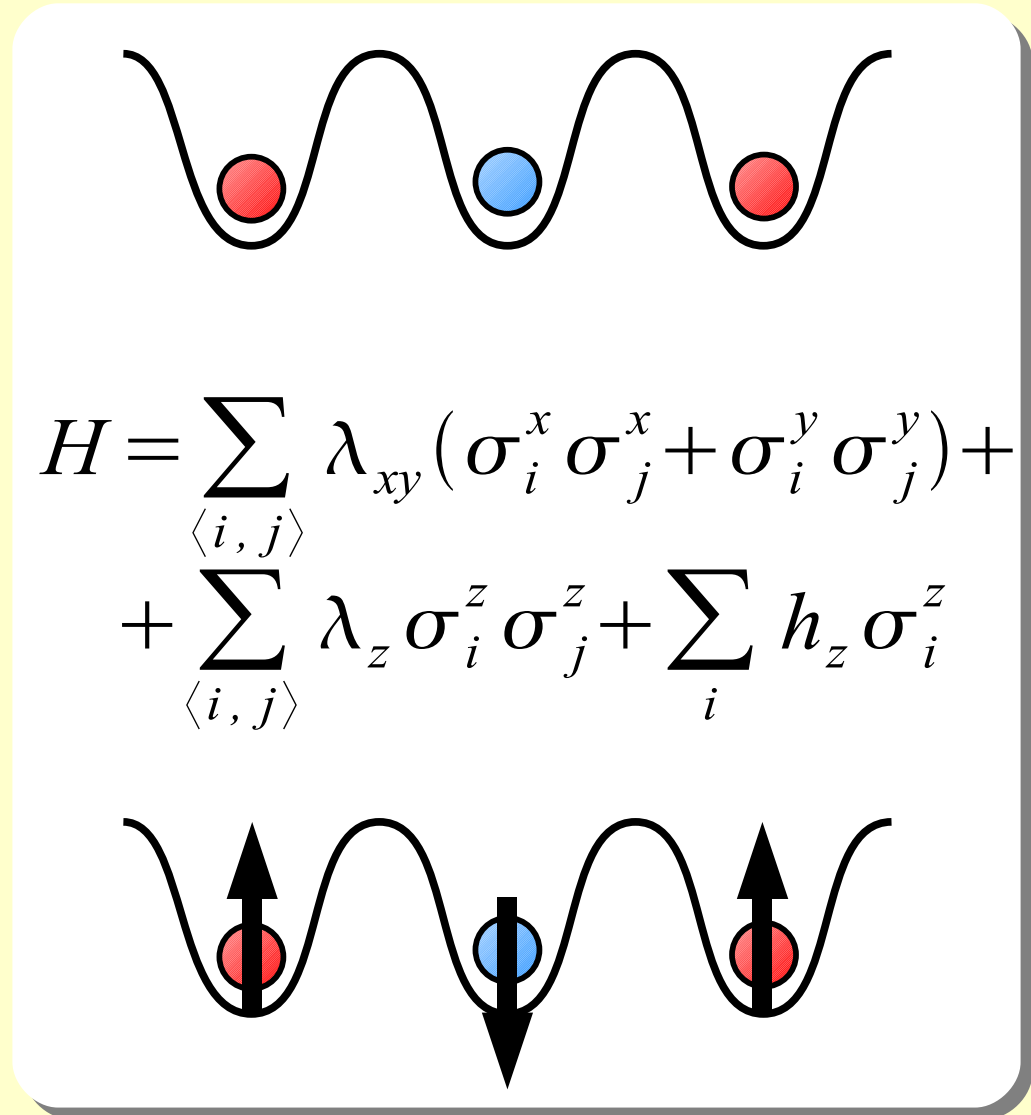 H = ∑_{⟨i, j⟩} λ_{xy} (σ_i^x σ_j^x + σ_i^y σ_j^y) +
+ ∑_{⟨i, j⟩} λ_z σ_i^z σ_j^z + ∑_i h_z σ_i^z